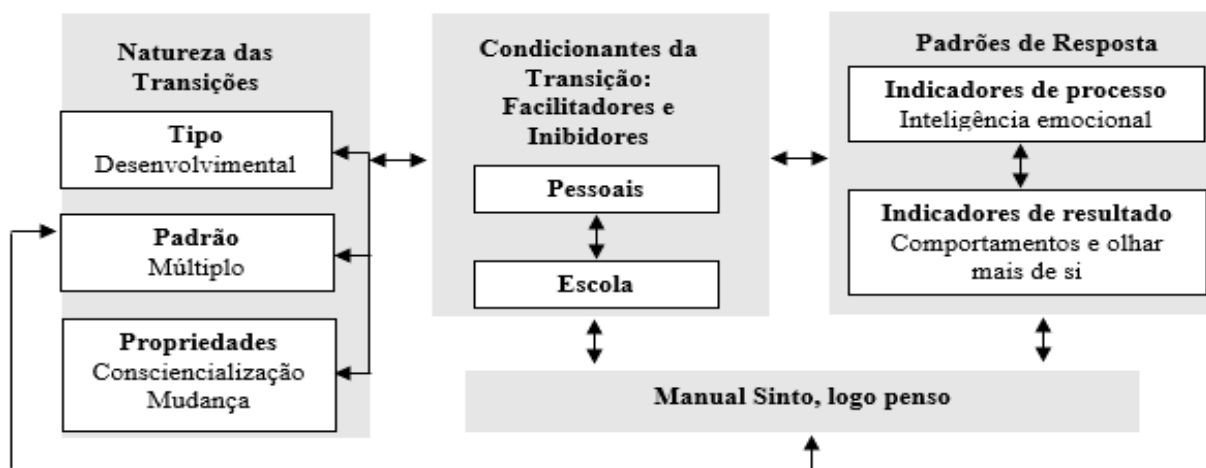 Natureza das
Transições
Tipo
Desenvolvimental
Padrão
Múltiplo
Propriedades
Consciencialização
Mudança
Condicionantes da
Transição:
Facilitadores e
Inibidores
Pessoais
Escola
Padrões de Resposta
Indicadores de processo
Inteligência emocional
Indicadores de resultado
Comportamentos e olhar
mais de si
Manual Sinto, logo penso